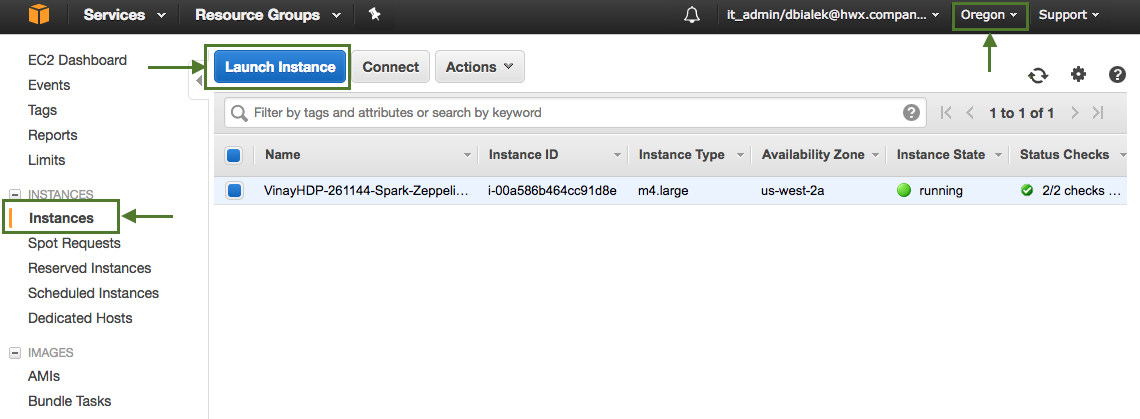 Services Resource Groups it_admin/dbialek@hwx.compan... Oregon Support
EC2 Dashboard
Events
Tags
Reports
Limits
INSTANCES
Instances
Spot Requests
Reserved Instances
Scheduled Instances
Dedicated Hosts
IMAGES
AMIs
Bundle Tasks
Launch Instance Connect Actions
Filter by tags and attributes or search by keyword ? 1 to 1 of 1
Name Instance ID Instance Type Availability Zone Instance State Status Checks
VinayHDP-261144-Spark-Zeppeli... i-00a586b464cc91d8e m4.large us-west-2a running 2/2 checks ...